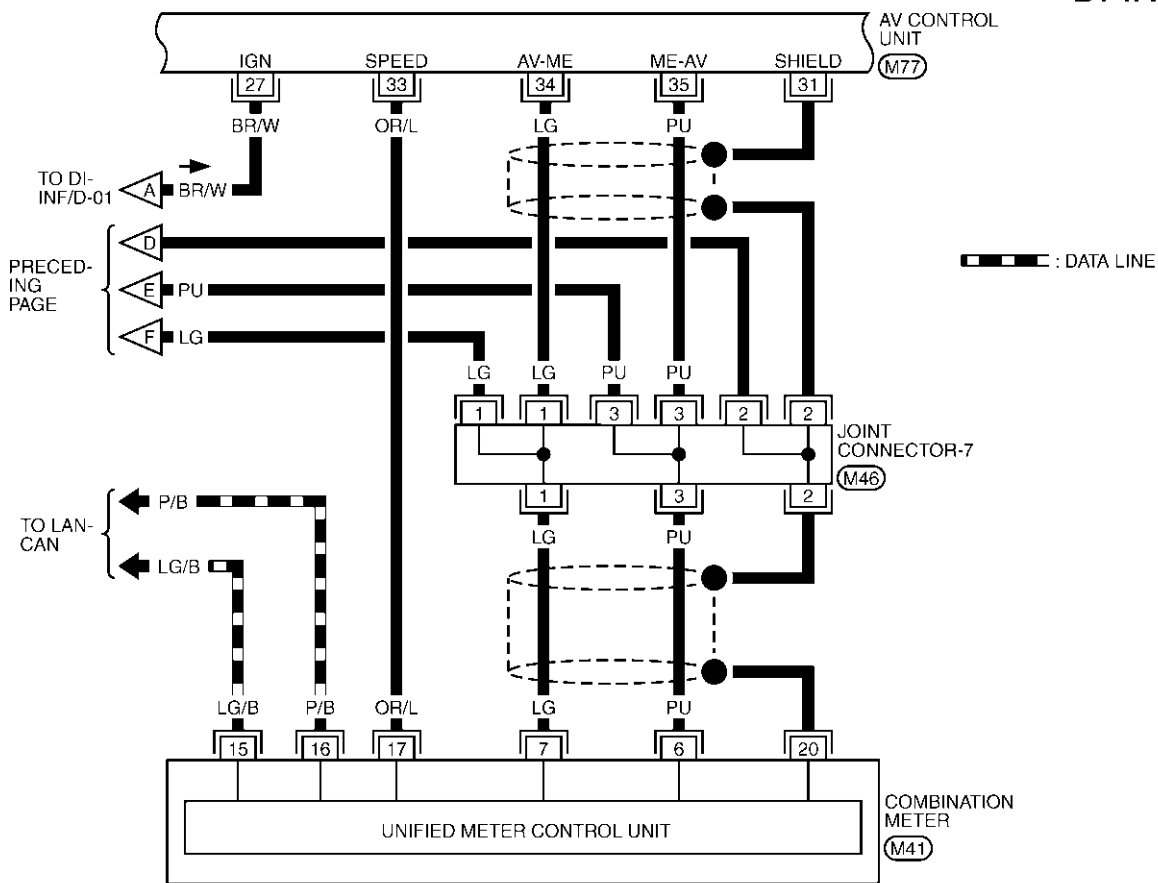 AV CONTROL
UNIT
M77
IGN SPEED AV-ME ME-AV SHIELD
27 33 34 35 31
BR/W OR/L LG PU
TO DI-
INF/D-01
A BR/W
D
PRECED-
ING
PAGE
E PU
F LG
: DATA LINE
LG LG PU PU
1 1 3 3 2 2
JOINT
CONNECTOR-7
M46
1 3 2
LG PU
TO LAN-
CAN
P/B
LG/B
LG/B P/B OR/L LG PU
15 16 17 7 6 20
UNIFIED METER CONTROL UNIT
COMBINATION
METER
M41